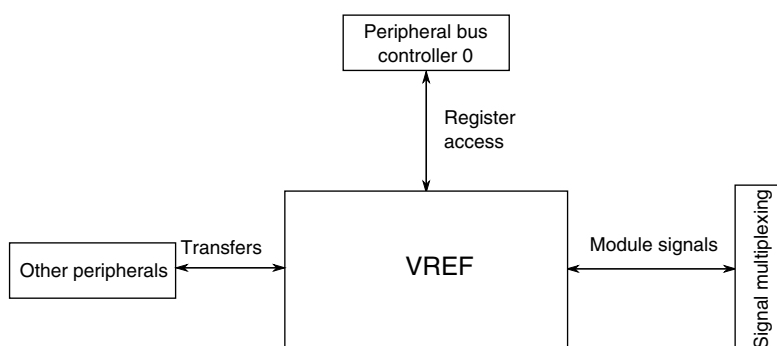 Peripheral bus
controller 0
Register
access
Other peripherals
Transfers
VREF
Module signals
Signal multiplexing